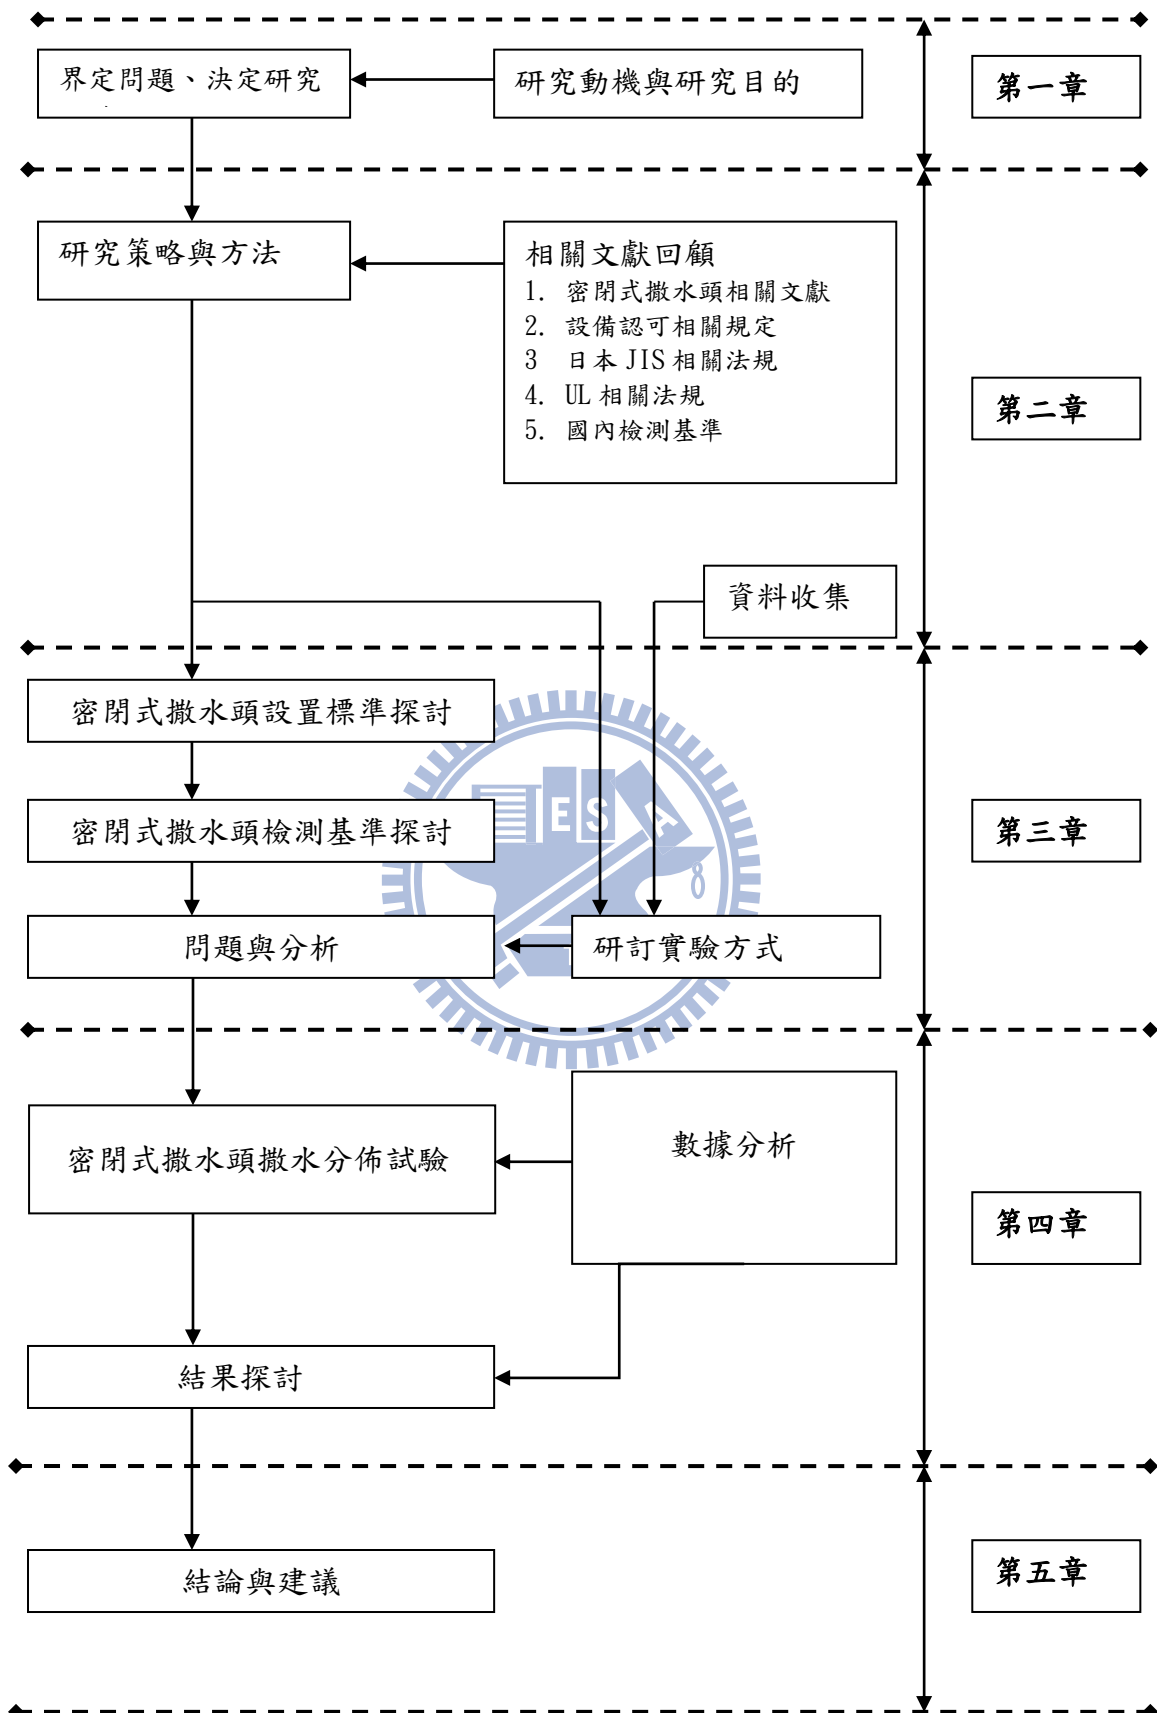 界定問題、決定研究
研究動機與研究目的
第一章
研究策略與方法
相關文獻回顧
1. 密閉式撒水頭相關文獻
2. 設備認可相關規定
3 日本 JIS 相關法規
4. UL 相關法規
5. 國內檢測基準
第二章
資料收集
密閉式撒水頭設置標準探討
E S A
密閉式撒水頭檢測基準探討
第三章
8
問題與分析
研訂實驗方式
密閉式撒水頭撒水分佈試驗
數據分析
第四章
結果探討
結論與建議
第五章